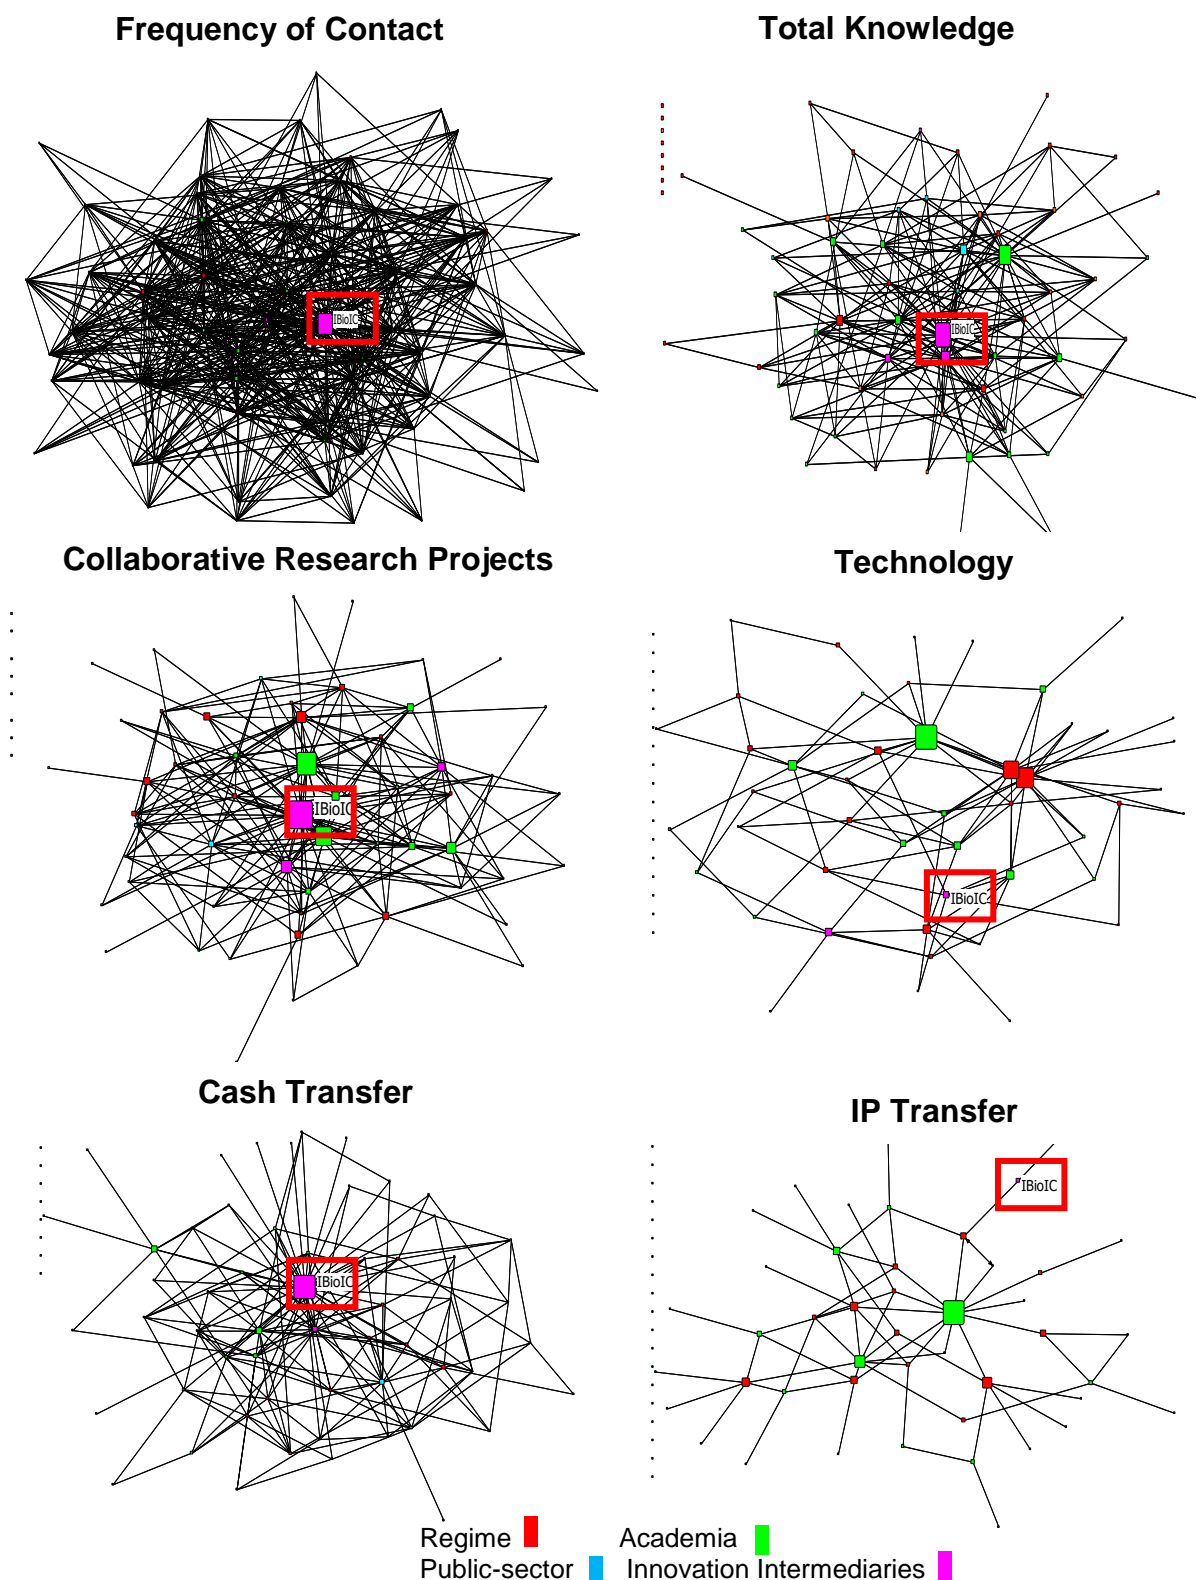 Frequency of Contact
Total Knowledge
IBioIC
IBioIC
Collaborative Research Projects
Technology
IBioIC
IBioIC
Cash Transfer
IP Transfer
IBioIC
IBioIC
Regime Academia
Public-sector Innovation Intermediaries